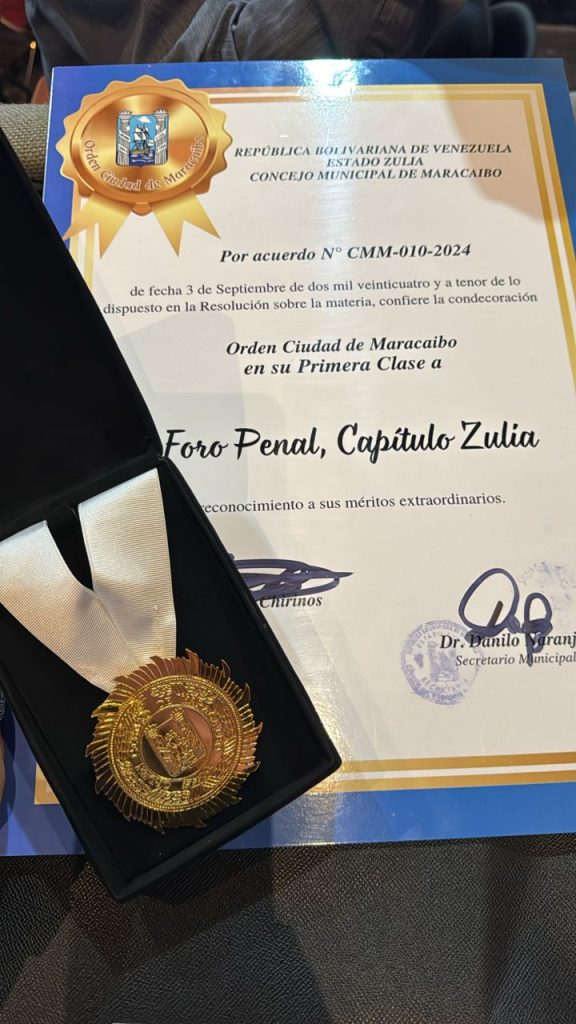 Orden Ciudad de Maracaibo
REPÚBLICA BOLIVARIANA DE VENEZUELA
ESTADO ZULIA
CONCEJO MUNICIPAL DE MARACAIBO
Por acuerdo N° CMM-010-2024
de fecha 3 de Septiembre de dos mil veinticuatro y a tenor de lo
dispuesto en la Resolución sobre la materia, confiere la condecoración
Orden Ciudad de Maracaibo
en su Primera Clase a
Foro Penal, Capítulo Zulia
reconocimiento a sus méritos extraordinarios.
Chirinos
Dr. Danilo Naranj
Secretario Municipal